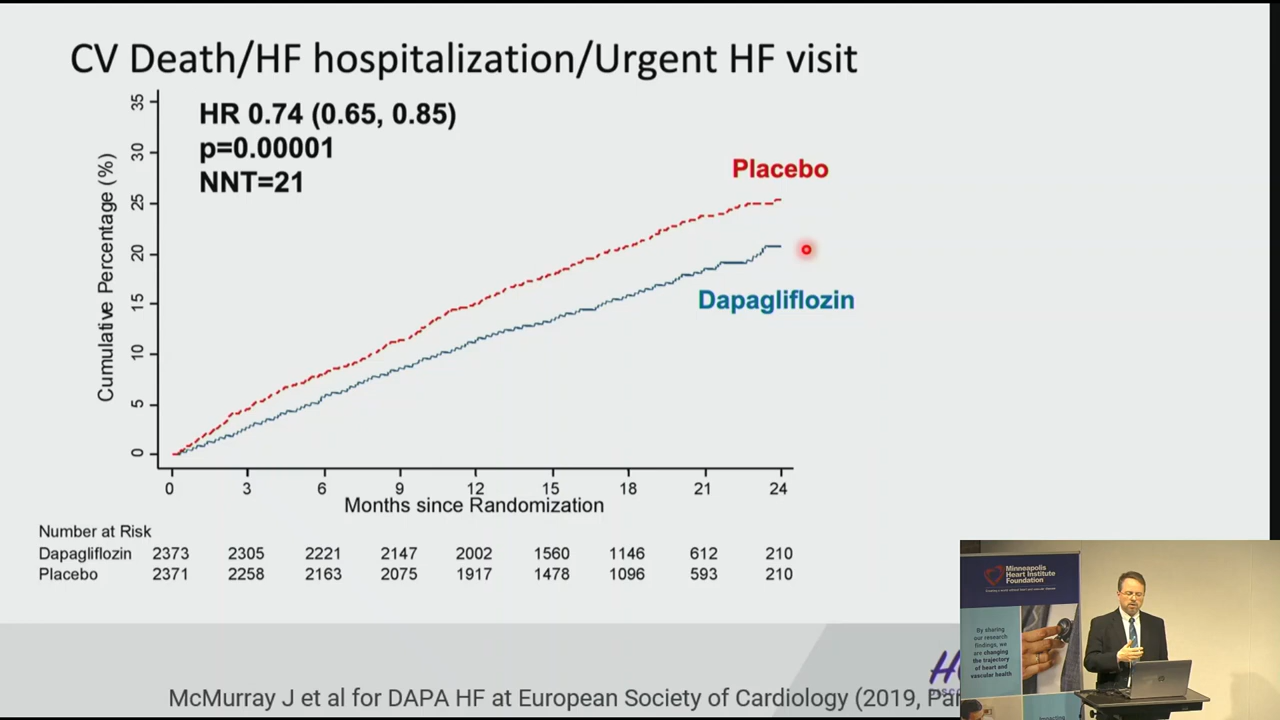 CV Death/HF hospitalization/Urgent HF visit
HR 0.74 (0.65, 0.85)
p=0.00001
NNT=21
Placebo
Dapagliflozin
Cumulative Percentage (%)
35
30
25
20
15
10
5
0
0 3 6 9 12 15 18 21 24
Months since Randomization
Number at Risk
Dapagliflozin 2373 2305 2221 2147 2002 1560 1146 612 210
Placebo 2371 2258 2163 2075 1917 1478 1096 593 210
McMurray J et al for DAPA HF at European Society of Cardiology (2019,
Minneapolis
Heart Institute
Foundation
By sharing
our research
findings, we
are changing
the trajectory
of heart and
vascular health